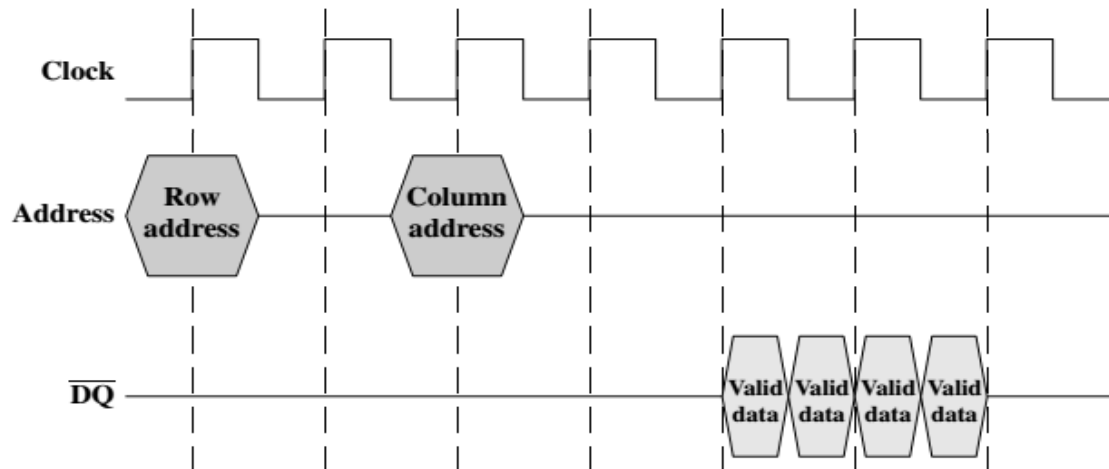 Clock
Row
address
Column
address
Address
Valid
data
Valid
data
Valid
data
Valid
data
DQ